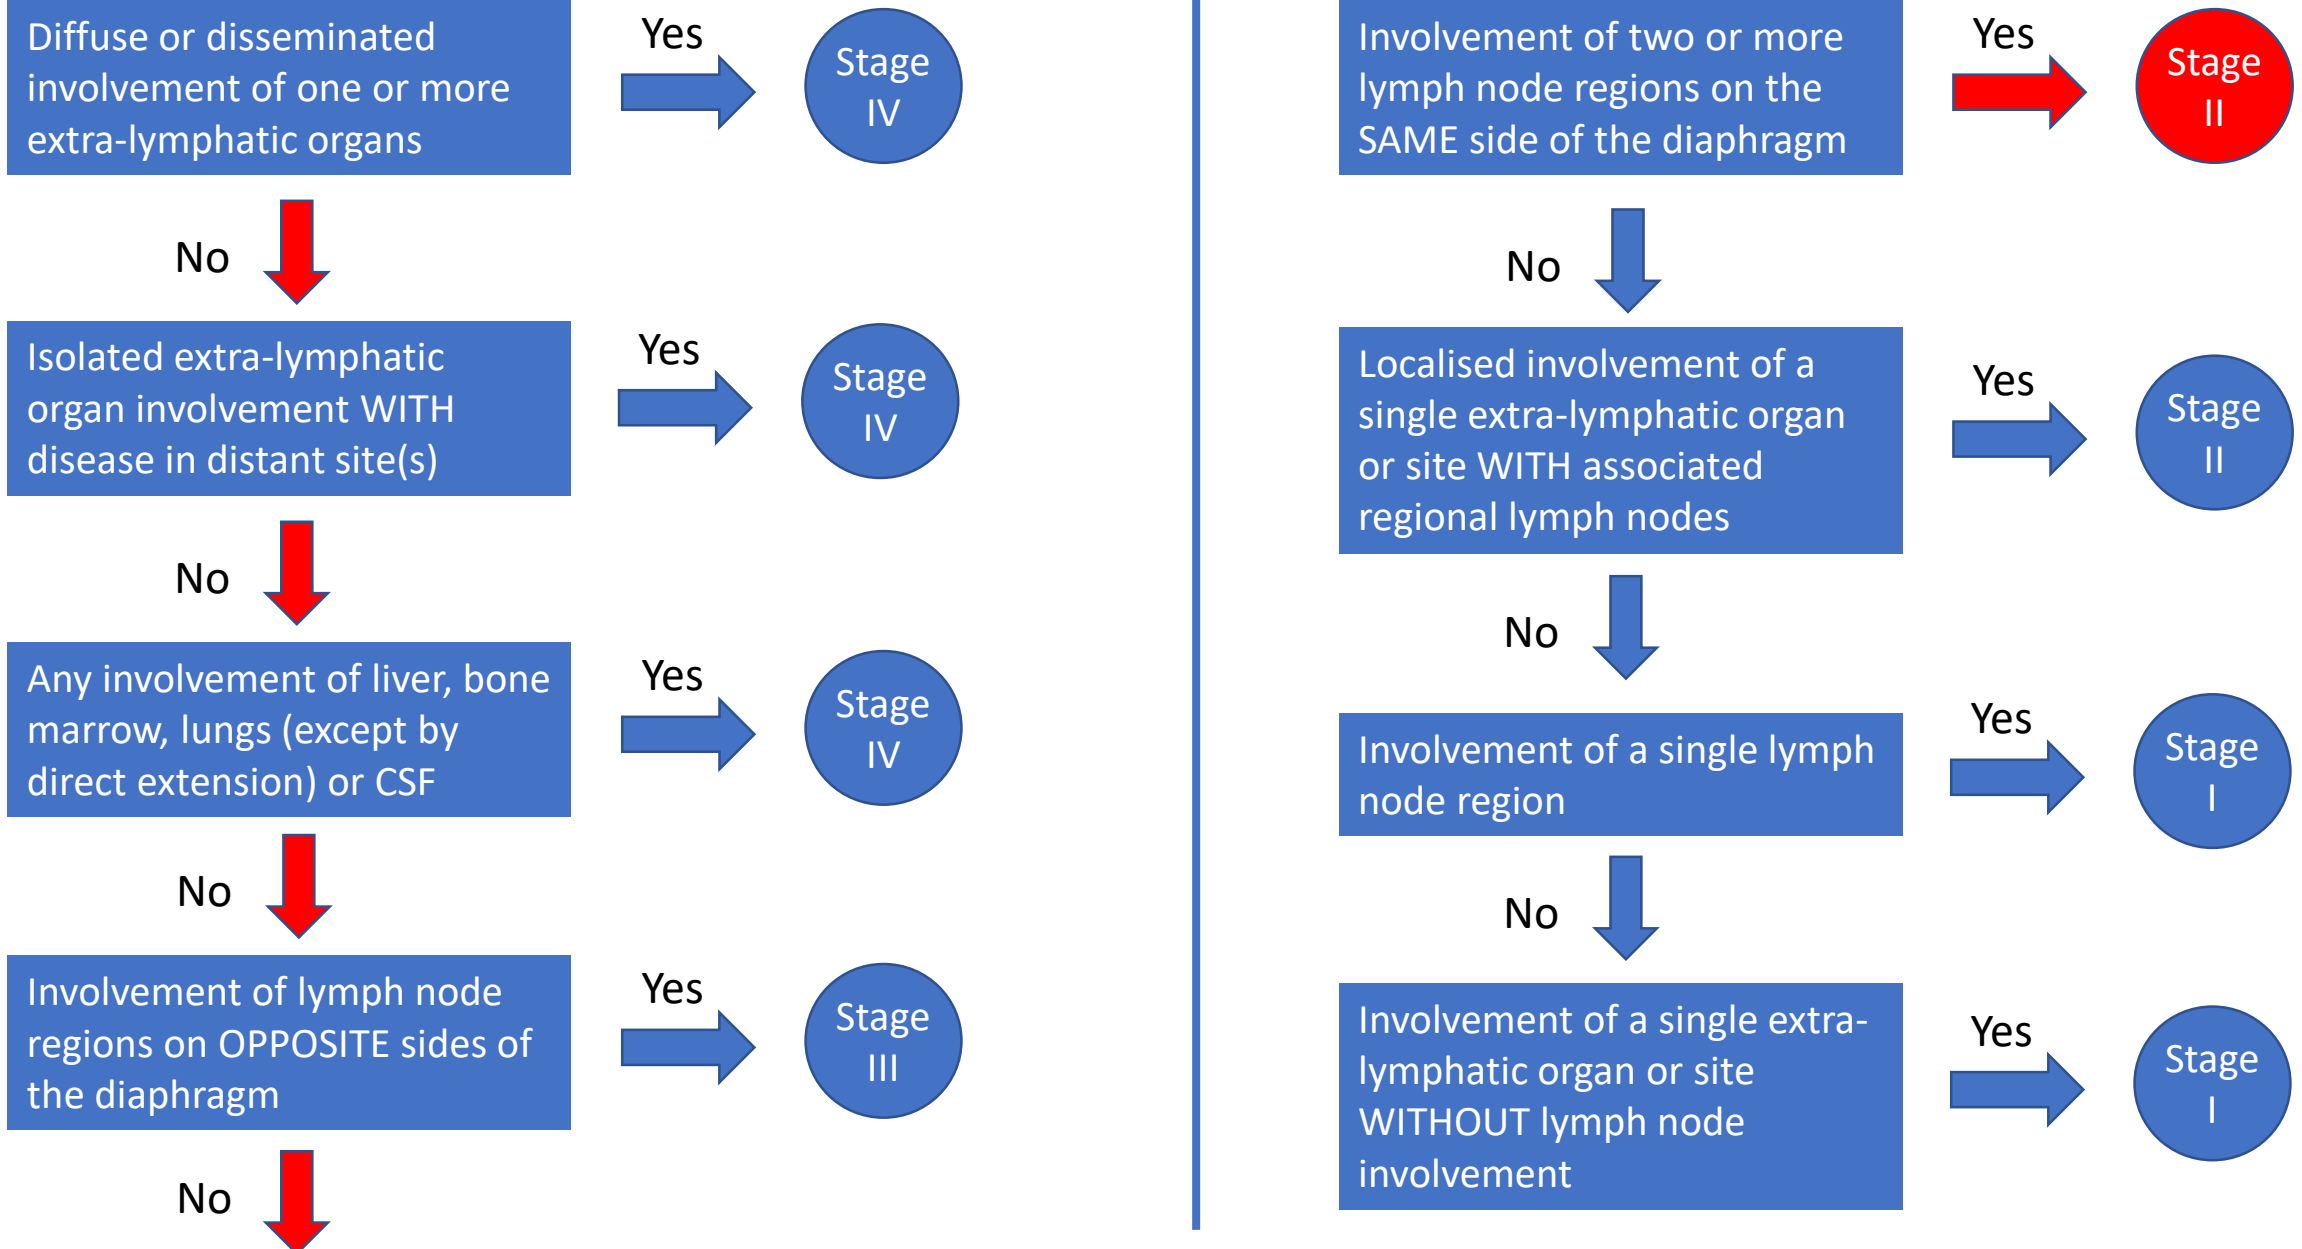 Diffuse or disseminated
involvement of one or more
extra-lymphatic organs
Yes
Stage
IV
No
Isolated extra-lymphatic
organ involvement WITH
disease in distant site(s)
Yes
Stage
IV
No
Any involvement of liver, bone
marrow, lungs (except by
direct extension) or CSF
Yes
Stage
IV
No
Involvement of lymph node
regions on OPPOSITE sides of
the diaphragm
Yes
Stage
III
No
Involvement of two or more
lymph node regions on the
SAME side of the diaphragm
Yes
Stage
II
No
Localised involvement of a
single extra-lymphatic organ
or site WITH associated
regional lymph nodes
Yes
Stage
II
No
Involvement of a single lymph
node region
Yes
Stage
I
No
Involvement of a single extra-
lymphatic organ or site
WITHOUT lymph node
involvement
Yes
Stage
I